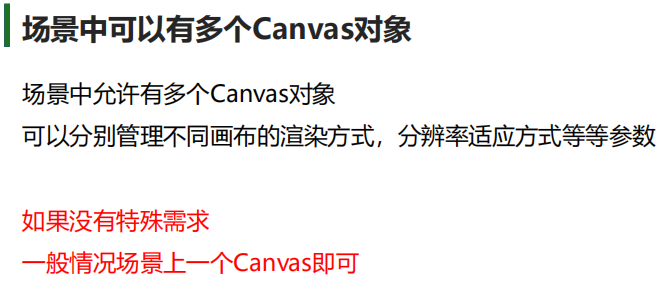 场景中可以有多个Canvas对象
场景中允许有多个Canvas对象
可以分别管理不同画布的渲染方式，分辨率适应方式等等参数
如果没有特殊需求
一般情况场景上一个Canvas即可